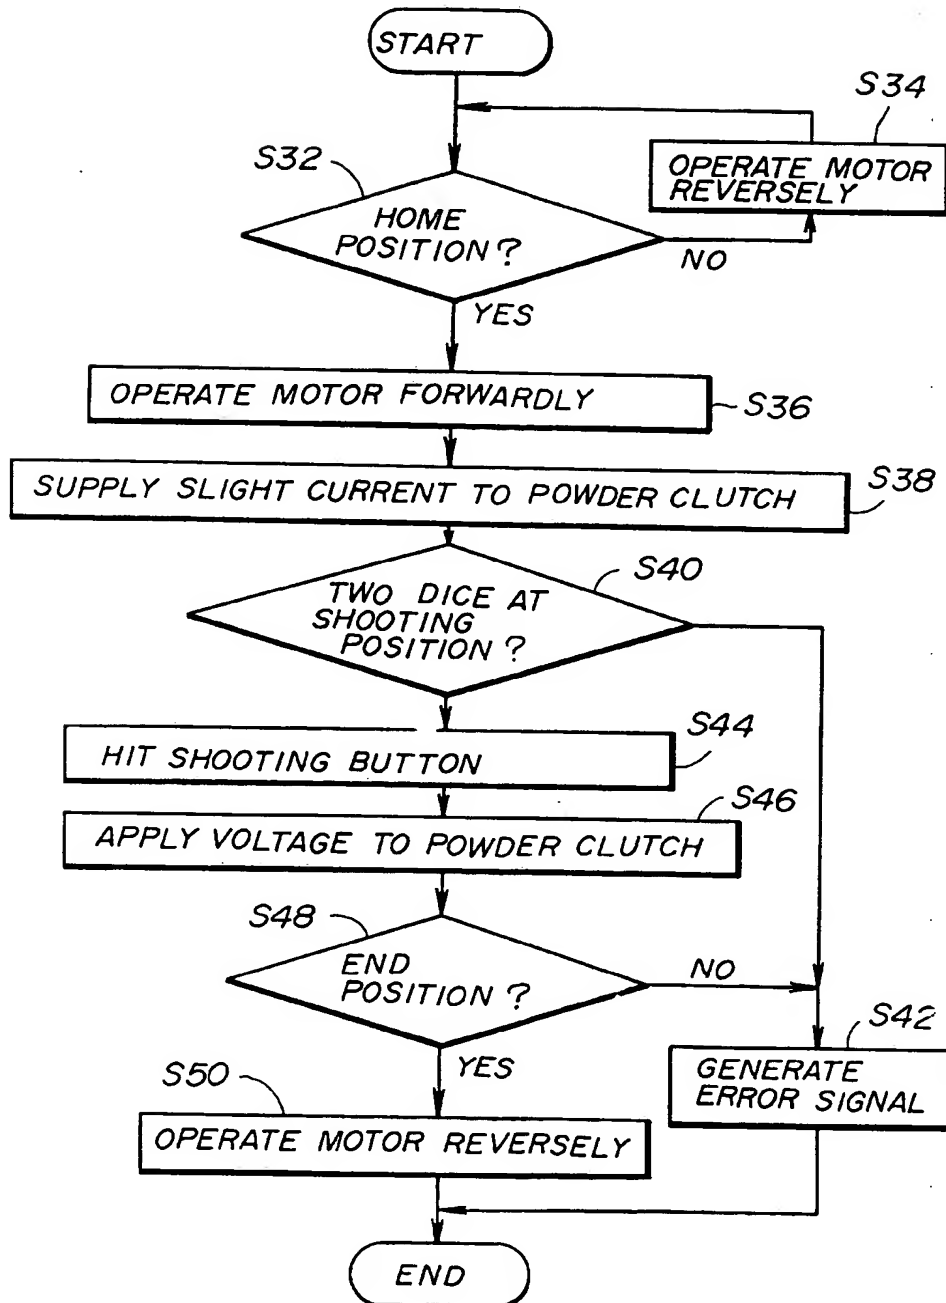 START
S34
OPERATE MOTOR
REVERSELY
S32
HOME
POSITION?
NO
YES
OPERATE MOTOR FORWARDLY
S36
SUPPLY SLIGHT CURRENT TO POWDER CLUTCH
S38
S40
TWO DICE AT
SHOOTING
POSITION?
S44
HIT SHOOTING BUTTON
S46
APPLY VOLTAGE TO POWDER CLUTCH
S48
END
POSITION?
NO
YES
S42
GENERATE
ERROR SIGNAL
S50
OPERATE MOTOR REVERSELY
END